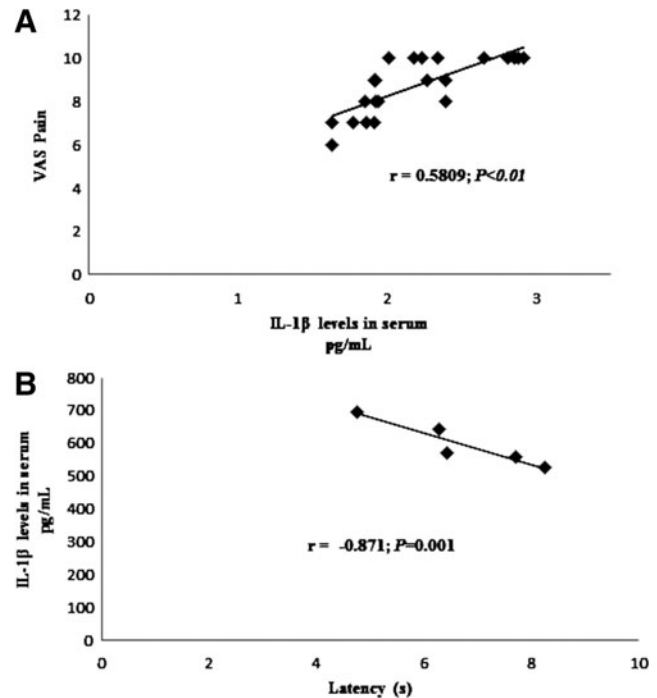 A
12
10
8
6
4
2
0
VAS Pain
r = 0.5809; P<0.01
0 1 2 3
IL-1β levels in serum
pg/mL
B
800
700
600
500
400
300
200
100
0
IL-1β levels in serum
pg/mL
r = -0.871; P=0.001
0 2 4 6 8 10
Latency (s)